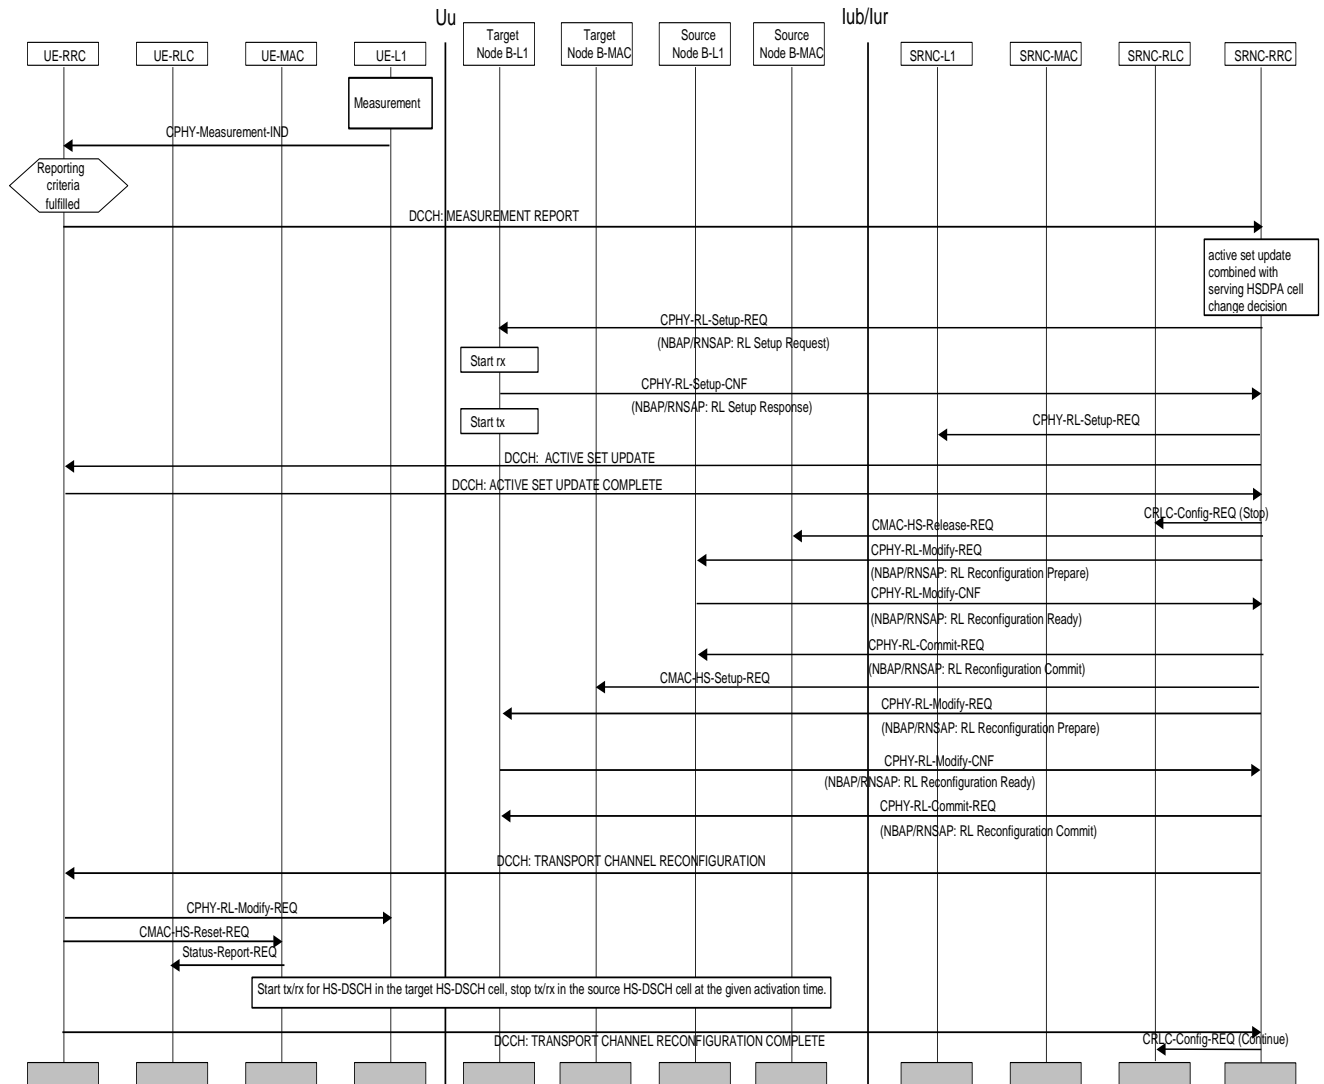 Uu
Iub/Iur
UE-RRC
UE-RLC
UE-MAC
UE-L1
Target
Node B-L1
Target
Node B-MAC
Source
Node B-L1
Source
Node B-MAC
SRNC-L1
SRNC-MAC
SRNC-RLC
SRNC-RRC
Measurement
CPHY-Measurement-IND
Reporting
criteria
fulfilled
DCCH: MEASUREMENT REPORT
active set update
combined with
serving HSDPA cell
change decision
CPHY-RL-Setup-REQ
(NBAP/RNSAP: RL Setup Request)
Start rx
CPHY-RL-Setup-CNF
(NBAP/RNSAP: RL Setup Response)
Start tx
CPHY-RL-Setup-REQ
DCCH: ACTIVE SET UPDATE
DCCH: ACTIVE SET UPDATE COMPLETE
CRLC-Config-REQ (Stop)
CMAC-HS-Release-REQ
CPHY-RL-Modify-REQ
(NBAP/RNSAP: RL Reconfiguration Prepare)
CPHY-RL-Modify-CNF
(NBAP/RNSAP: RL Reconfiguration Ready)
CPHY-RL-Commit-REQ
(NBAP/RNSAP: RL Reconfiguration Commit)
CMAC-HS-Setup-REQ
CPHY-RL-Modify-REQ
(NBAP/RNSAP: RL Reconfiguration Prepare)
CPHY-RL-Modify-CNF
(NBAP/RNSAP: RL Reconfiguration Ready)
CPHY-RL-Commit-REQ
(NBAP/RNSAP: RL Reconfiguration Commit)
DCCH: TRANSPORT CHANNEL RECONFIGURATION
CPHY-RL-Modify-REQ
CMAC-HS-Reset-REQ
Status-Report-REQ
Start tx/rx for HS-DSCH in the target HS-DSCH cell, stop tx/rx in the source HS-DSCH cell at the given activation time.
DCCH: TRANSPORT CHANNEL RECONFIGURATION COMPLETE
CRLC-Config-REQ (Continue)